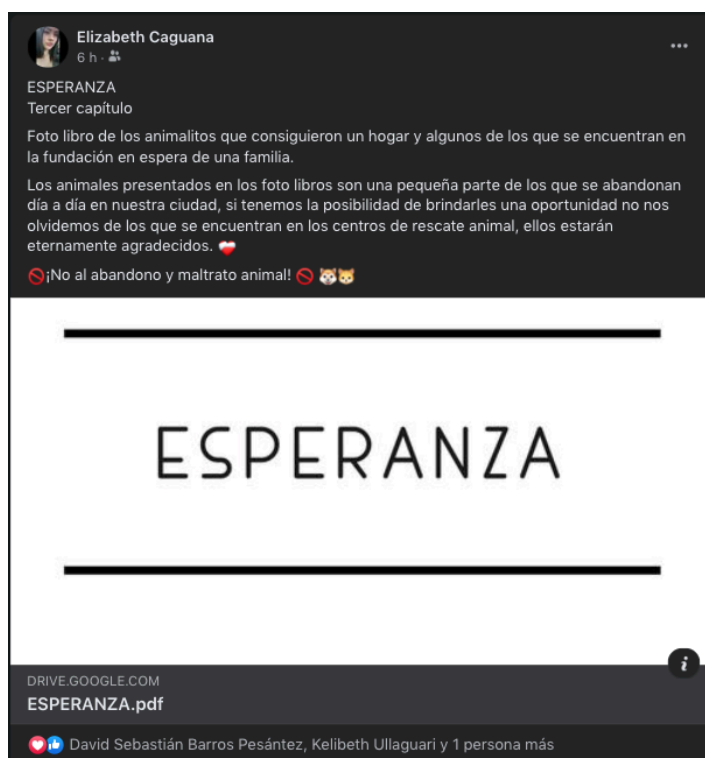 Elizabeth Caguana
6 h ·
ESPERANZA
Tercer capítulo
Foto libro de los animalitos que consiguieron un hogar y algunos de los que se encuentran en
la fundación en espera de una familia.
Los animales presentados en los foto libros son una pequeña parte de los que se abandonan
día a día en nuestra ciudad, si tenemos la posibilidad de brindarles una oportunidad no nos
olvidemos de los que se encuentran en los centros de rescate animal, ellos estarán
eternamente agradecidos.
🚫¡No al abandono y maltrato animal! 🚫 🐹🐱
ESPERANZA
i
DRIVE.GOOGLE.COM
ESPERANZA.pdf
David Sebastián Barros Pesántez, Kelibeth Ullaguari y 1 persona más